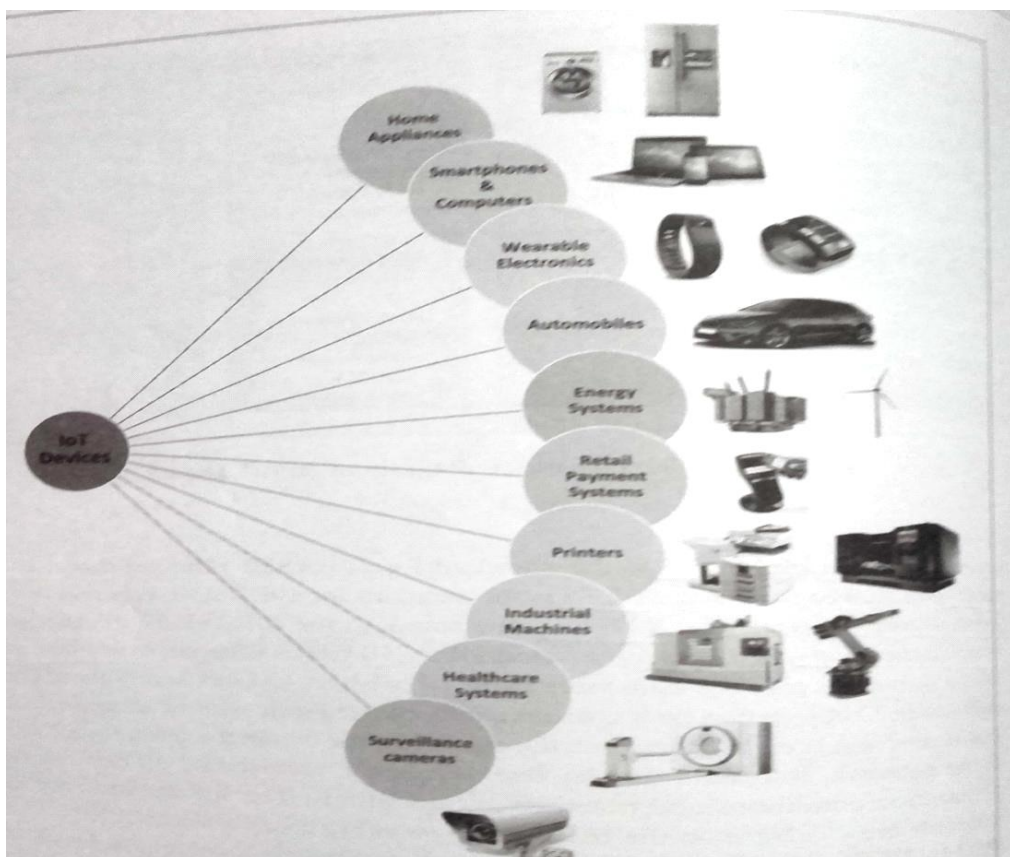 Home
Appliances
Smartphones
&
Computers
Wearable
Electronics
Automobiles
Energy
Systems
IoT
Devices
Retail
Payment
Systems
Printers
Industrial
Machines
Healthcare
Systems
Surveillance
cameras